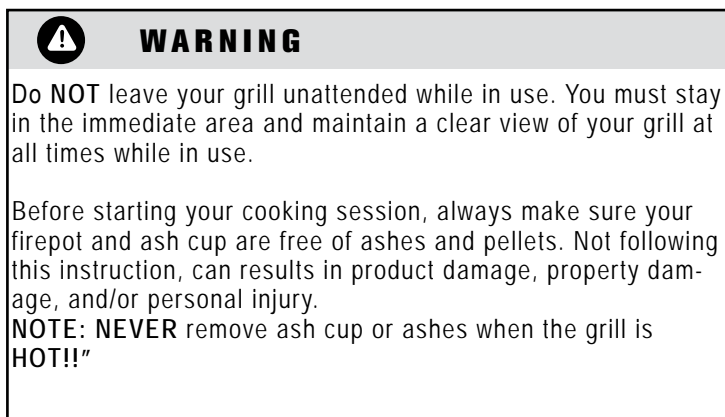 WARNING
Do NOT leave your grill unattended while in use. You must stay
in the immediate area and maintain a clear view of your grill at
all times while in use.
Before starting your cooking session, always make sure your
firepot and ash cup are free of ashes and pellets. Not following
this instruction, can results in product damage, property dam-
age, and/or personal injury.
NOTE: NEVER remove ash cup or ashes when the grill is
HOT!!"